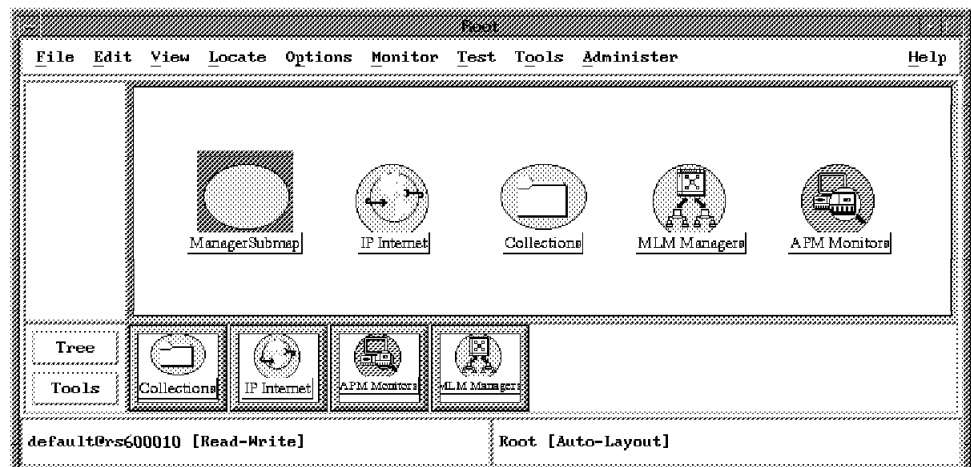 Root
File Edit View Locate Options Monitor Test Tools Administer Help
ManagerSubmap IP Internet Collections MLM Managers APM Monitors
Tree
Tools
Collections IP Internet APM Monitors MLM Managers
default@rs600010 [Read-Write] Root [Auto-Layout]